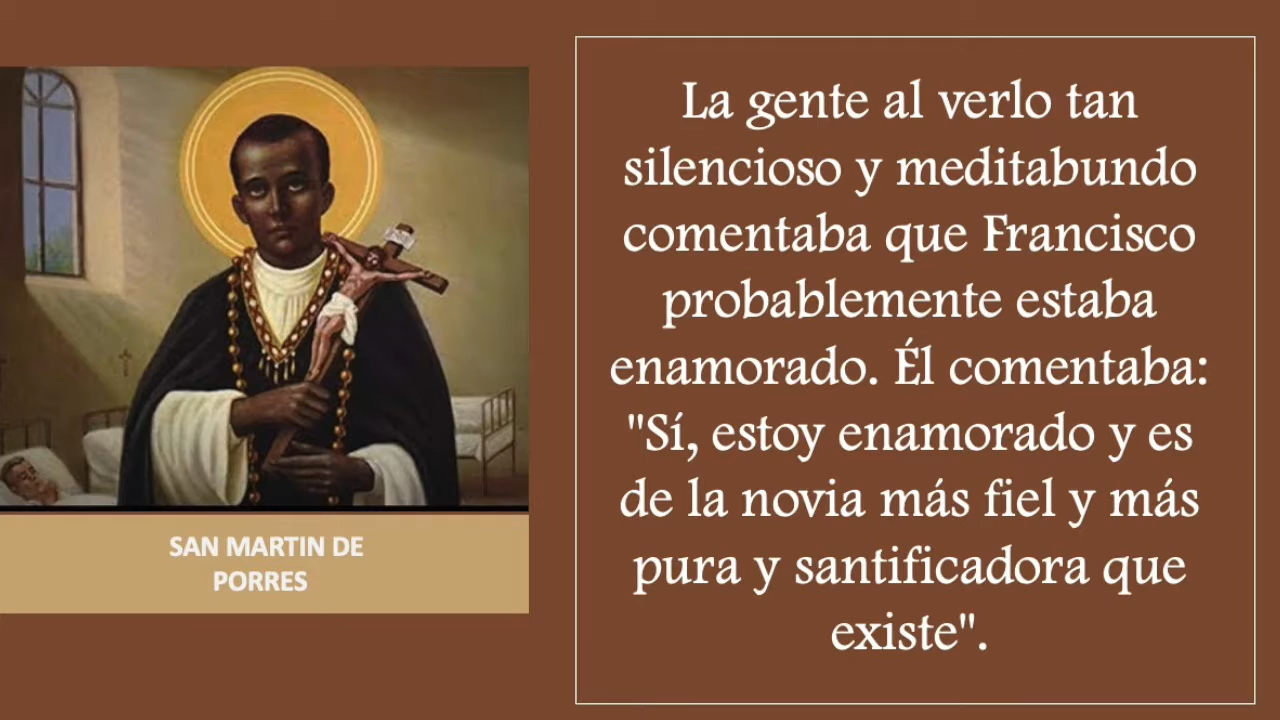 SAN MARTIN DE
PORRES
La gente al verlo tan
silencioso y meditabundo
comentaba que Francisco
probablemente estaba
enamorado. Él comentaba:
"Sí, estoy enamorado y es
de la novia más fiel y más
pura y santificadora que
existe".